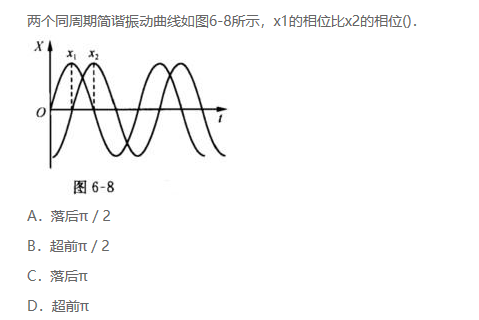 两个同周期简谐振动曲线如图6-8所示，x1的相位比x2的相位().
X x₁ x₂
O t
图 6-8
A．落后π / 2
B．超前π / 2
C．落后π
D．超前π